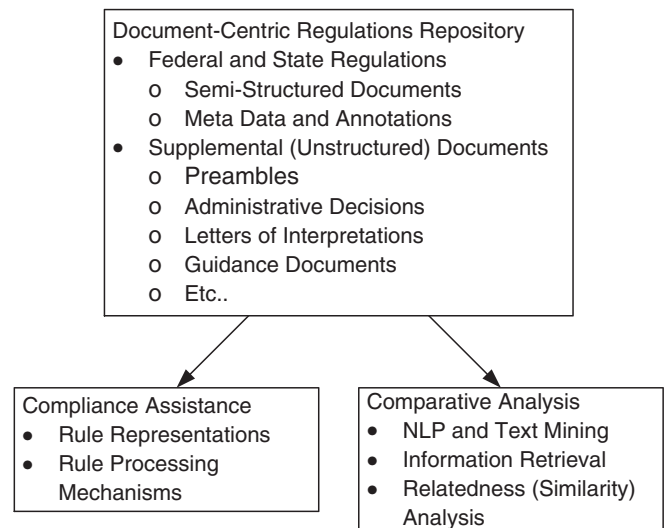 Document-Centric Regulations Repository
• Federal and State Regulations
o Semi-Structured Documents
o Meta Data and Annotations
• Supplemental (Unstructured) Documents
o Preambles
o Administrative Decisions
o Letters of Interpretations
o Guidance Documents
o Etc..
Compliance Assistance
• Rule Representations
• Rule Processing
Mechanisms
Comparative Analysis
• NLP and Text Mining
• Information Retrieval
• Relatedness (Similarity)
Analysis